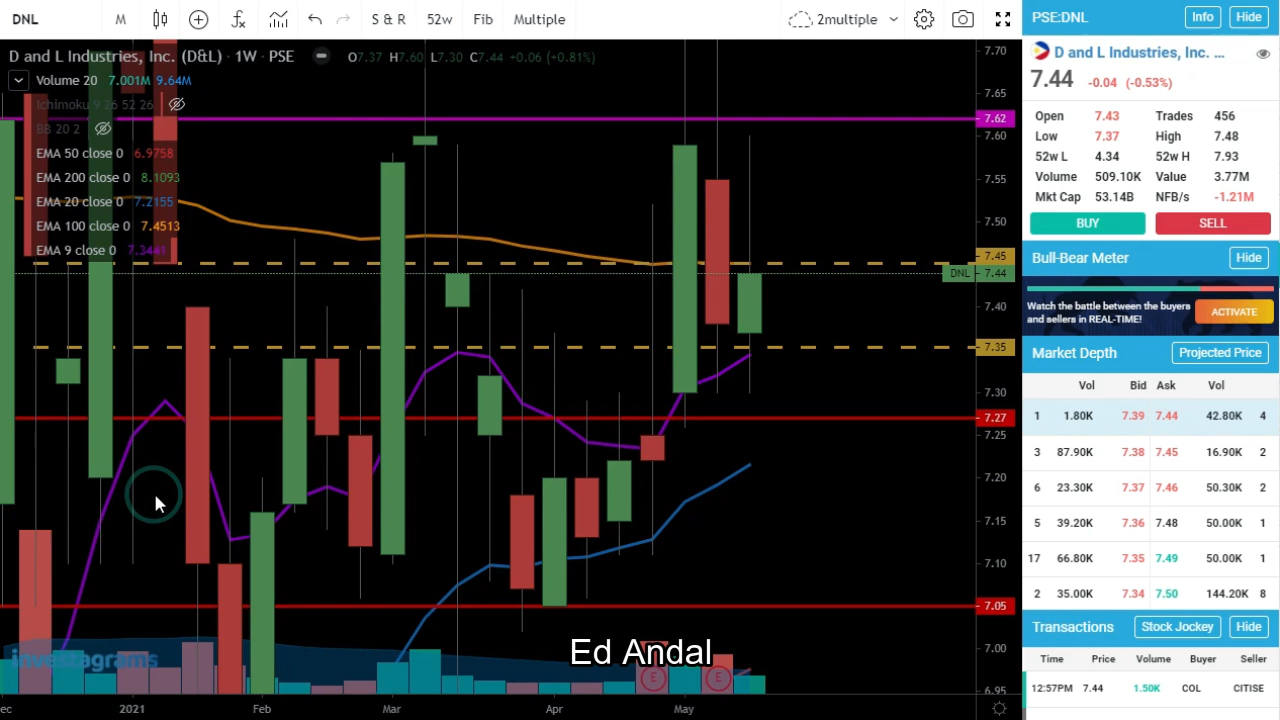 DNL M S & R 52w Fib Multiple 2multiple
D and L Industries, Inc. (D&L) · 1W · PSE O7.37 H7.60 L7.30 C7.44 +0.06 (+0.81%)
Volume 20 7.001M 9.64M
Ichimoku 9 26 52 26
BB 20 2
EMA 50 close 0 6.9758
EMA 200 close 0 8.1093
EMA 20 close 0 7.2155
EMA 100 close 0 7.4513
EMA 9 close 0 7.3441
7.70
7.65
7.62
7.60
7.55
7.50
7.45
DNL 7.44
7.40
7.35
7.30
7.27
7.25
7.20
7.15
7.10
7.05
7.00
6.95
investagrams
Ed Andal
E E
ec 2021 Feb Mar Apr May
PSE:DNL Info Hide
D and L Industries, Inc. ...
7.44 -0.04 (-0.53%)
Open 7.43 Trades 456
Low 7.37 High 7.48
52w L 4.34 52w H 7.93
Volume 509.10K Value 3.77M
Mkt Cap 53.14B NFB/s -1.21M
BUY SELL
Bull-Bear Meter Hide
Watch the battle between the buyers
and sellers in REAL-TIME!
ACTIVATE
Market Depth Projected Price
Vol Bid Ask Vol
1 1.80K 7.39 7.44 42.80K 4
3 87.90K 7.38 7.45 16.90K 2
6 23.30K 7.37 7.46 50.30K 2
5 39.20K 7.36 7.48 50.00K 1
17 66.80K 7.35 7.49 50.00K 1
2 35.00K 7.34 7.50 144.20K 8
Transactions Stock Jockey Hide
Time Price Volume Buyer Seller
12:57PM 7.44 1.50K COL CITISE